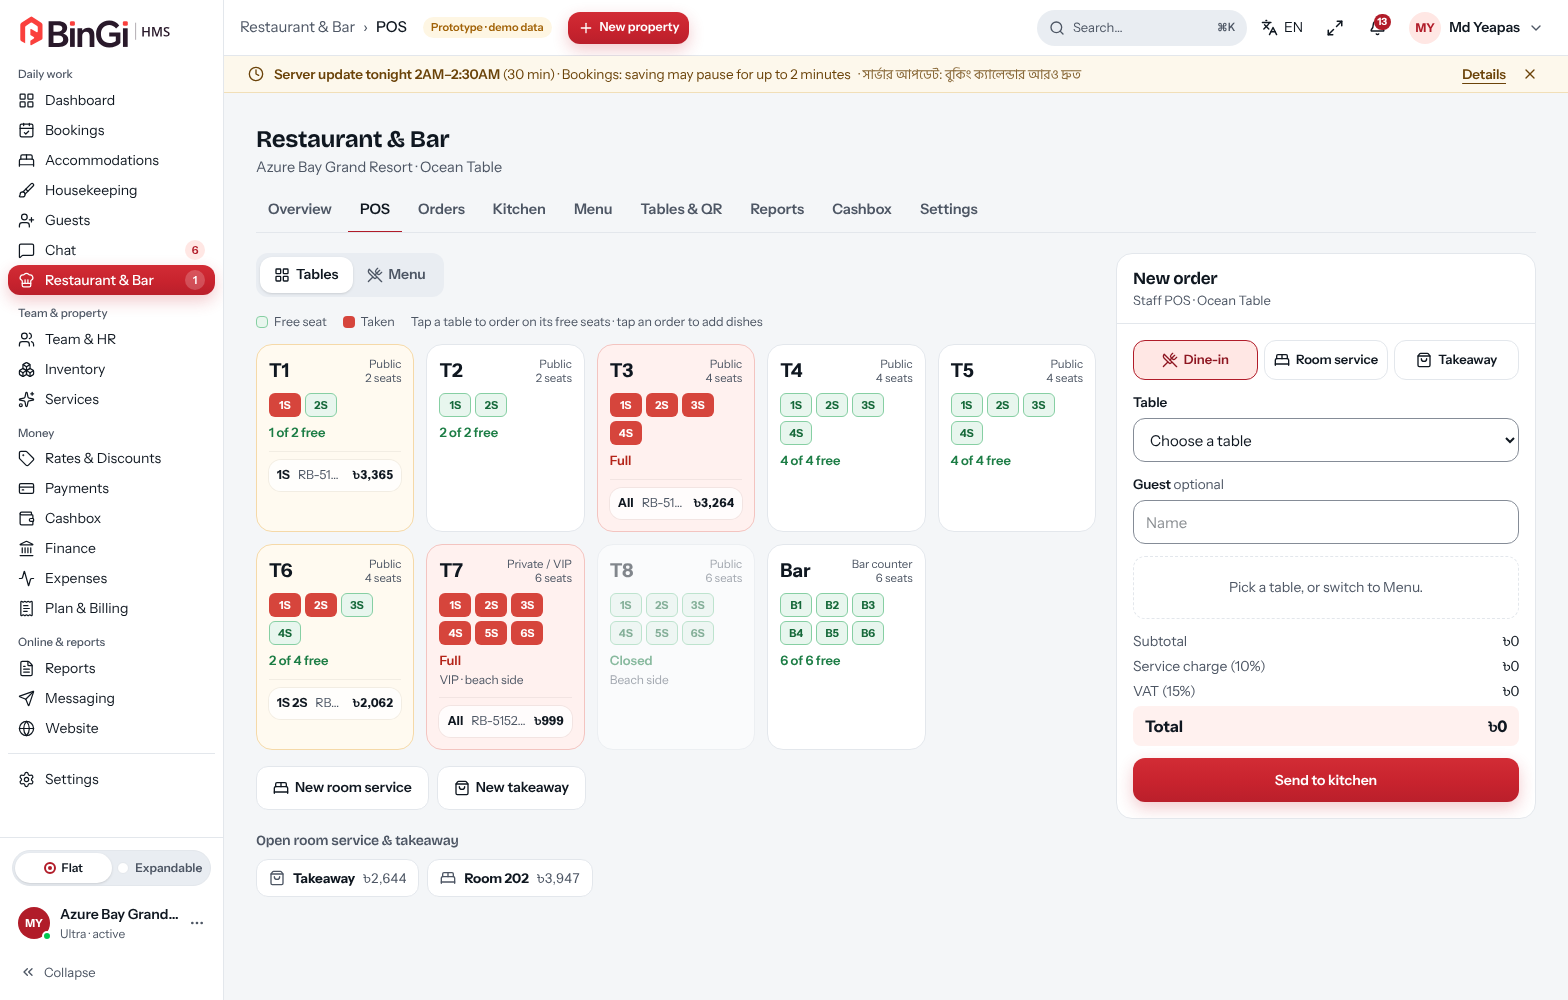 BinGi HMS
Daily work
Dashboard
Bookings
Accommodations
Housekeeping
Guests
Chat 6
Restaurant & Bar 1
Team & property
Team & HR
Inventory
Services
Money
Rates & Discounts
Payments
Cashbox
Finance
Expenses
Plan & Billing
Online & reports
Reports
Messaging
Website
Settings
Flat Expandable
MY Azure Bay Grand...
Ultra · active
Collapse
Restaurant & Bar › POS Prototype · demo data + New property Search... ⌘K EN 13 MY Md Yeapas
Server update tonight 2AM–2:30AM (30 min) · Bookings: saving may pause for up to 2 minutes · সার্ভার আপডেট: বুকিং ক্যালেন্ডার আরও দ্রুত Details
Restaurant & Bar
Azure Bay Grand Resort · Ocean Table
Overview POS Orders Kitchen Menu Tables & QR Reports Cashbox Settings
Tables Menu
Free seat Taken Tap a table to order on its free seats · tap an order to add dishes
T1 Public
2 seats
1S 2S
1 of 2 free
1S RB-51... ৳3,365
T2 Public
2 seats
1S 2S
2 of 2 free
T3 Public
4 seats
1S 2S 3S
4S
Full
All RB-51... ৳3,264
T4 Public
4 seats
1S 2S 3S
4S
4 of 4 free
T5 Public
4 seats
1S 2S 3S
4S
4 of 4 free
T6 Public
4 seats
1S 2S 3S
4S
2 of 4 free
1S 2S RB... ৳2,062
T7 Private / VIP
6 seats
1S 2S 3S
4S 5S 6S
Full
VIP · beach side
All RB-5152... ৳999
T8 Public
6 seats
1S 2S 3S
4S 5S 6S
Closed
Beach side
Bar Bar counter
6 seats
B1 B2 B3
B4 B5 B6
6 of 6 free
New room service New takeaway
Open room service & takeaway
Takeaway ৳2,644 Room 202 ৳3,947
New order
Staff POS · Ocean Table
Dine-in Room service Takeaway
Table
Choose a table
Guest optional
Name
Pick a table, or switch to Menu.
Subtotal ৳0
Service charge (10%) ৳0
VAT (15%) ৳0
Total ৳0
Send to kitchen